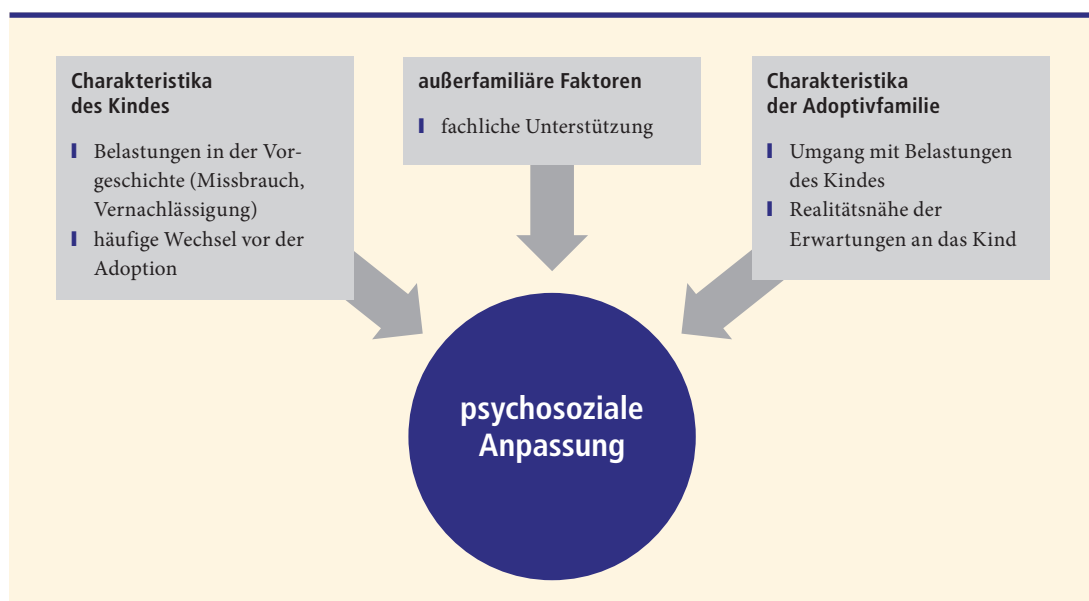 Charakteristika
des Kindes
Belastungen in der Vor-
geschichte (Missbrauch,
Vernachlässigung)
häufige Wechsel vor der
Adoption
außerfamiliäre Faktoren
fachliche Unterstützung
Charakteristika
der Adoptivfamilie
Umgang mit Belastungen
des Kindes
Realitätsnähe der
Erwartungen an das Kind
psychosoziale
Anpassung